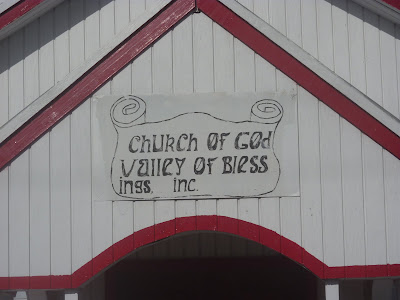 CHURCH OF GOD
VALLEY OF BLESS
INGS, INC.